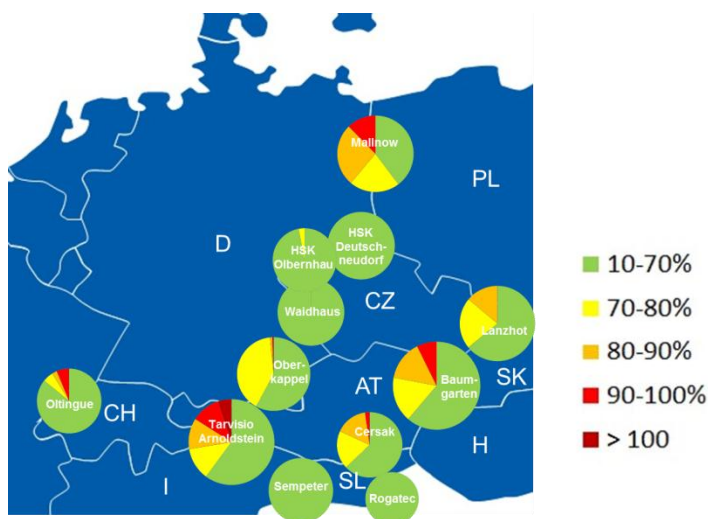 Mallnow
PL
D
HSK
Olbernhau
HSK
Deutsch-
neudorf
Waidhaus
CZ
Lanzhot
SK
Ober-
kappel
AT
Baum-
garten
Oltingue
CH
Tarvisio
Arnoldstein
Cersak
H
I
Sempeter
SL
Rogatec
10-70%
70-80%
80-90%
90-100%
> 100